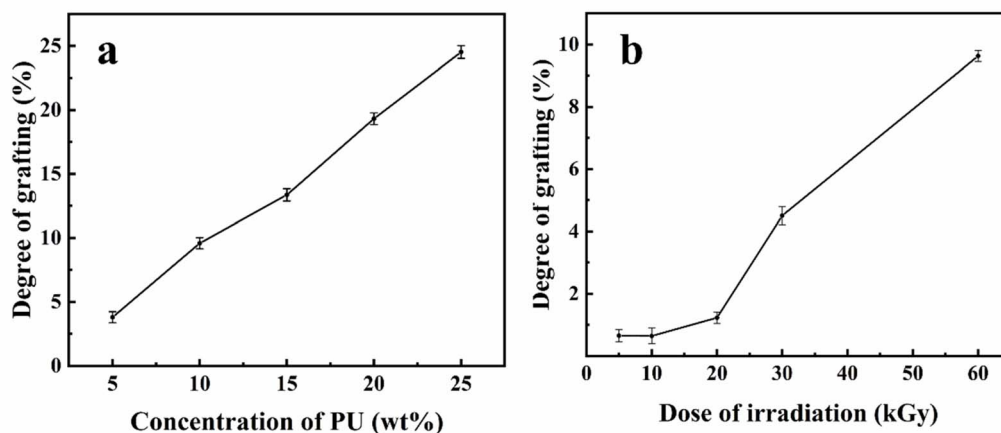 a
Degree of grafting (%)
25
20
15
10
5
0
5 10 15 20 25
Concentration of PU (wt%)
b
Degree of grafting (%)
10
8
6
4
2
0 10 20 30 40 50 60
Dose of irradiation (kGy)